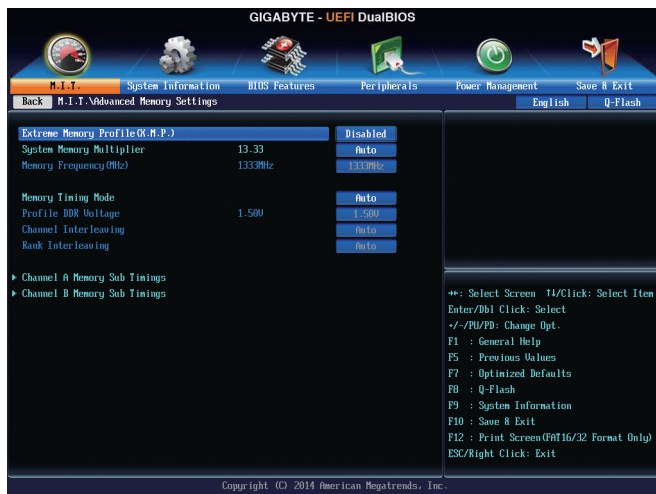 GIGABYTE - UEFI DualBIOS
M.I.T. System Information BIOS Features Peripherals Power Management Save & Exit
Back M.I.T.\Advanced Memory Settings English Q-Flash
Extreme Memory Profile(X.M.P.) Disabled
System Memory Multiplier 13.33 Auto
Memory Frequency(MHz) 1333MHz 1333MHz
Memory Timing Mode Auto
Profile DDR Voltage 1.50V 1.50V
Channel Interleaving Auto
Rank Interleaving Auto
Channel A Memory Sub Timings
Channel B Memory Sub Timings
→←: Select Screen ↑↓/Click: Select Item
Enter/Dbl Click: Select
+/-/PU/PD: Change Opt.
F1 : General Help
F5 : Previous Values
F7 : Optimized Defaults
F8 : Q-Flash
F9 : System Information
F10 : Save & Exit
F12 : Print Screen(FAT16/32 Format Only)
ESC/Right Click: Exit
Copyright (C) 2014 American Megatrends, Inc.